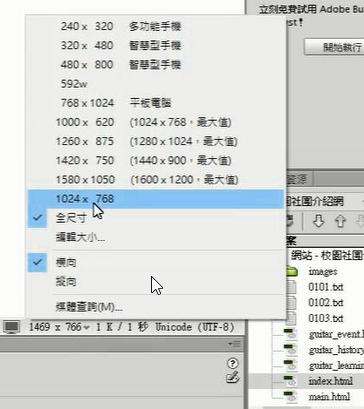 立刻免費試用 Adobe Bu
est！
開始執行
240 x 320 多功能手機
320 x 480 智慧型手機
480 x 800 智慧型手機
592w
768 x 1024 平板電腦
1000 x 620 (1024 x 768，最大值)
1260 x 875 (1280 x 1024，最大值)
1420 x 750 (1440 x 900，最大值)
1580 x 1050 (1600 x 1200，最大值)
1024 x 768
全尺寸
編輯大小...
橫向
縱向
媒體查詢(M)...
1469 x 766 1 K / 1 秒 Unicode (UTF-8)
資源
社團介紹網
案
網站 - 校園社團
images
0101.txt
0102.txt
0103.txt
guitar_event.h
guitar_history
guitar_learnin
index.html
main.html